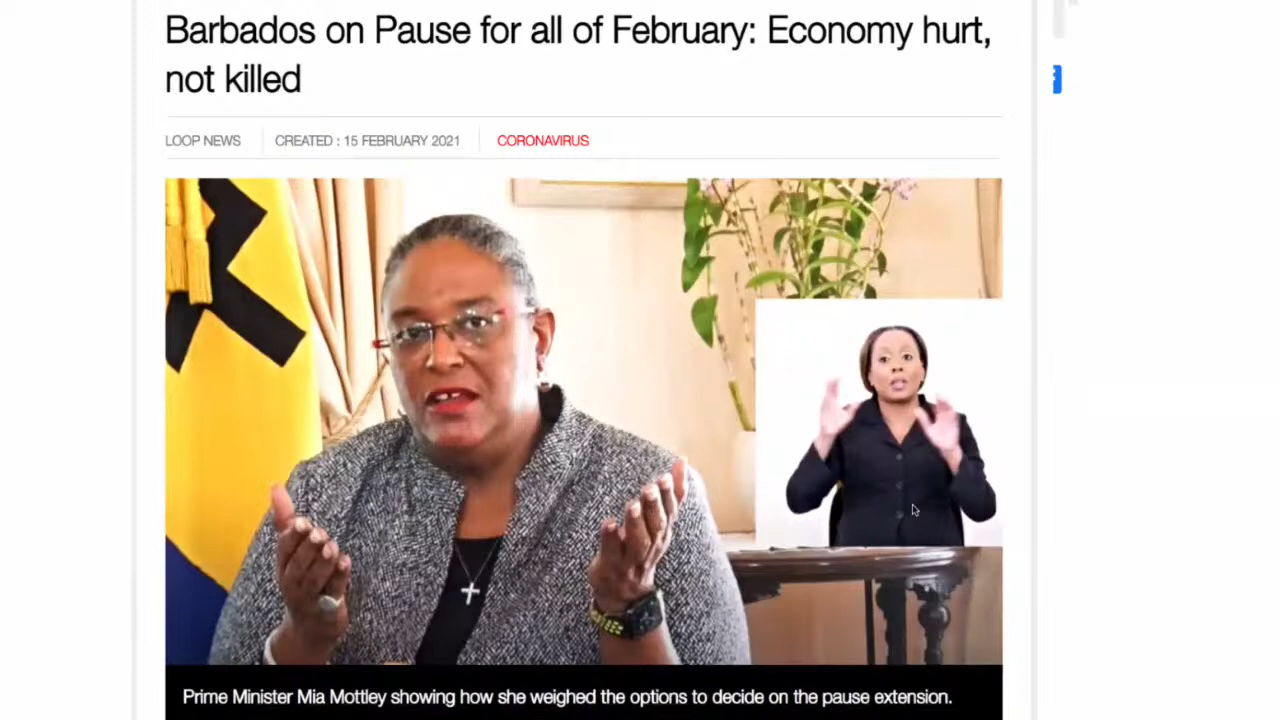 Barbados on Pause for all of February: Economy hurt,
not killed
LOOP NEWS
CREATED : 15 FEBRUARY 2021
CORONAVIRUS
Prime Minister Mia Mottley showing how she weighed the options to decide on the pause extension.